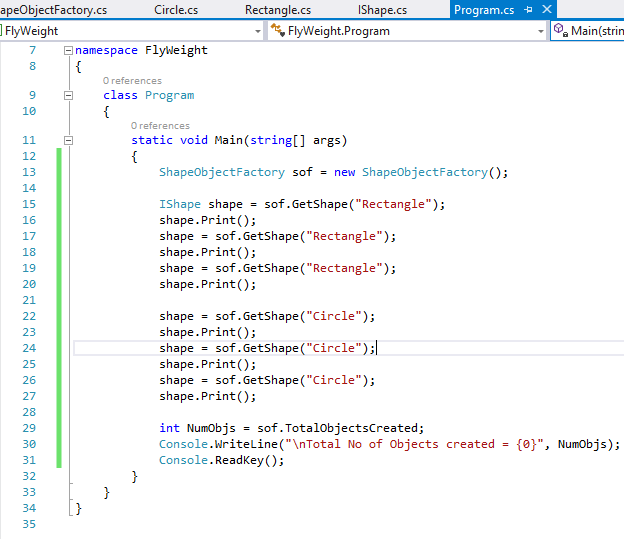 apeObjectFactory.cs Circle.cs Rectangle.cs IShape.cs Program.cs
FlyWeight FlyWeight.Program Main(strin
7 namespace FlyWeight
8 {
0 references
9 class Program
10 {
0 references
11 static void Main(string[] args)
12 {
13 ShapeObjectFactory sof = new ShapeObjectFactory();
14
15 IShape shape = sof.GetShape("Rectangle");
16 shape.Print();
17 shape = sof.GetShape("Rectangle");
18 shape.Print();
19 shape = sof.GetShape("Rectangle");
20 shape.Print();
21
22 shape = sof.GetShape("Circle");
23 shape.Print();
24 shape = sof.GetShape("Circle");
25 shape.Print();
26 shape = sof.GetShape("Circle");
27 shape.Print();
28
29 int NumObjs = sof.TotalObjectsCreated;
30 Console.WriteLine("\nTotal No of Objects created = {0}", NumObjs);
31 Console.ReadKey();
32 }
33 }
34 }
35